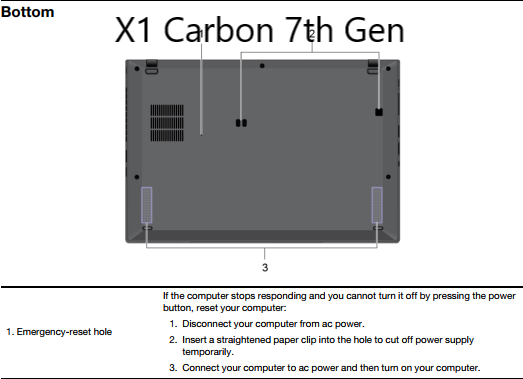 Bottom
X1 Carbon 7th Gen
1
2
3
If the computer stops responding and you cannot turn it off by pressing the power
button, reset your computer:
1. Emergency-reset hole
1. Disconnect your computer from ac power.
2. Insert a straightened paper clip into the hole to cut off power supply
temporarily.
3. Connect your computer to ac power and then turn on your computer.